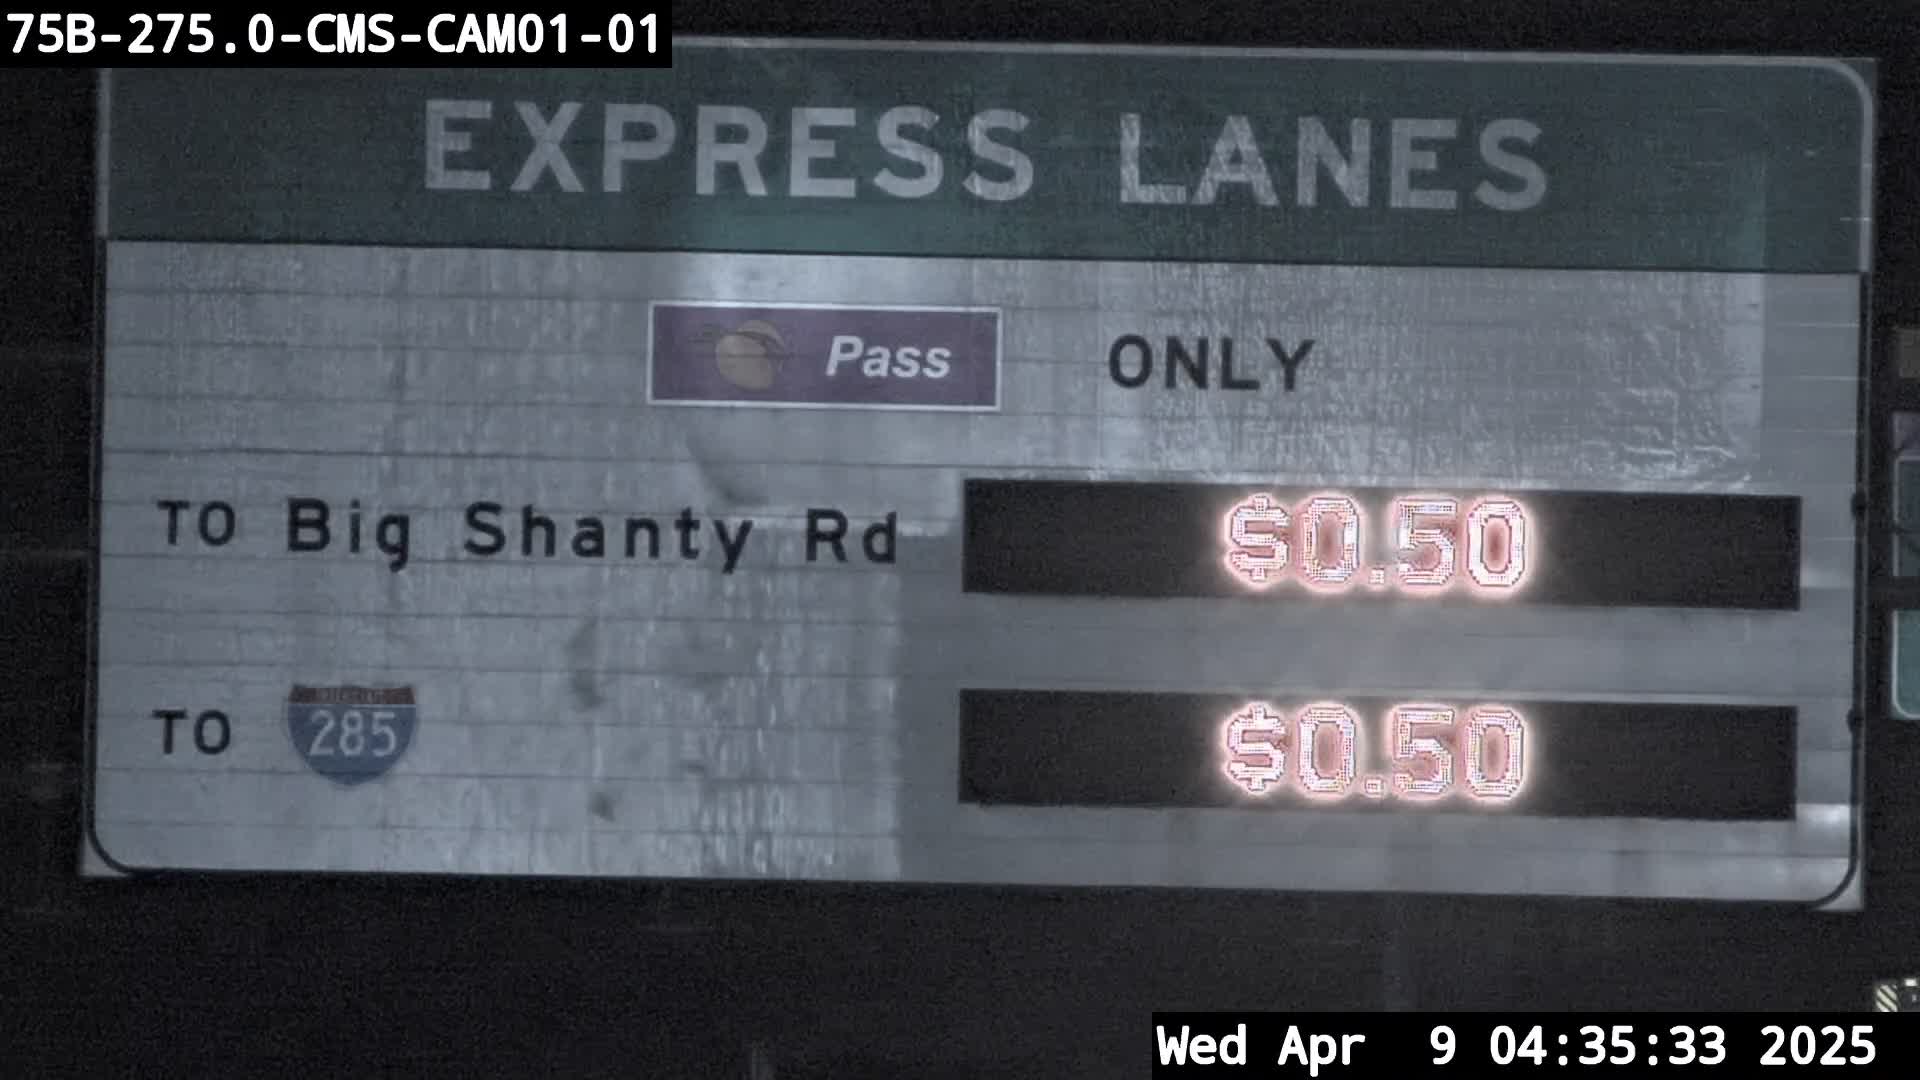 75B-275.0-CMS-CAM01-01
EXPRESS LANES
Pass ONLY
TO Big Shanty Rd $0.50
TO 285 $0.50
Wed Apr 9 04:35:33 2025